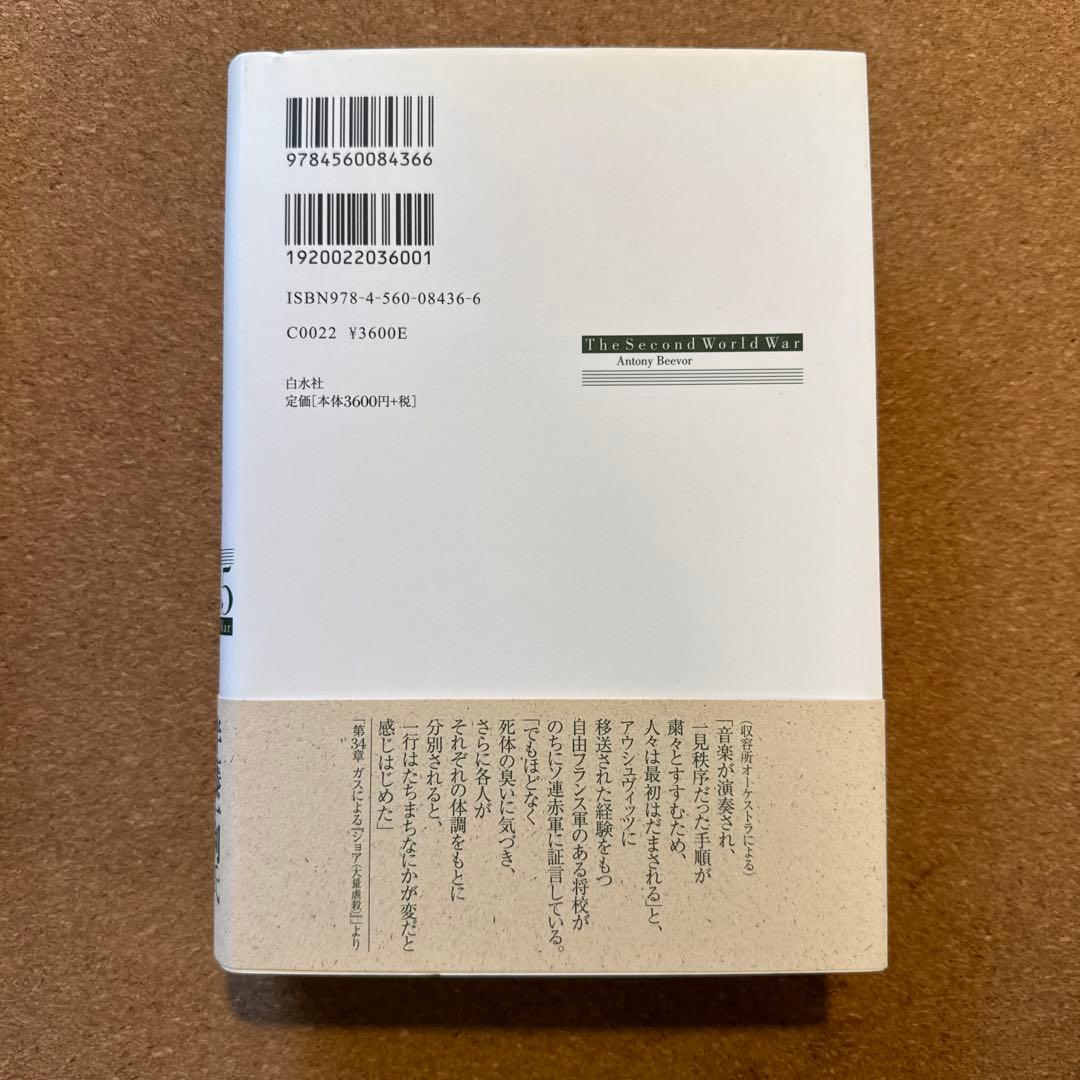 9784560084366
1920022036001
ISBN978-4-560-08436-6
C0022 ¥3600E
白水社
定価[本体3600円+税]
The Second World War
Antony Beevor
(収容所オーケストラによる)
「音楽が演奏され、
一見秩序だった手順が
粛々とすすむため、
人々は最初はだまされる」と、
アウシュヴィッツに
移送された経験をもつ
自由フランス軍のある将校が
のちにソ連赤軍に証言している。
「でもほどなく
死体の臭いに気づき、
さらに各人が
それぞれの体調をもとに
分別されると、
一行はたちまちなにかが変だと
感じはじめた」
「第34章 ガスによる『ショア(大量虐殺)』」より